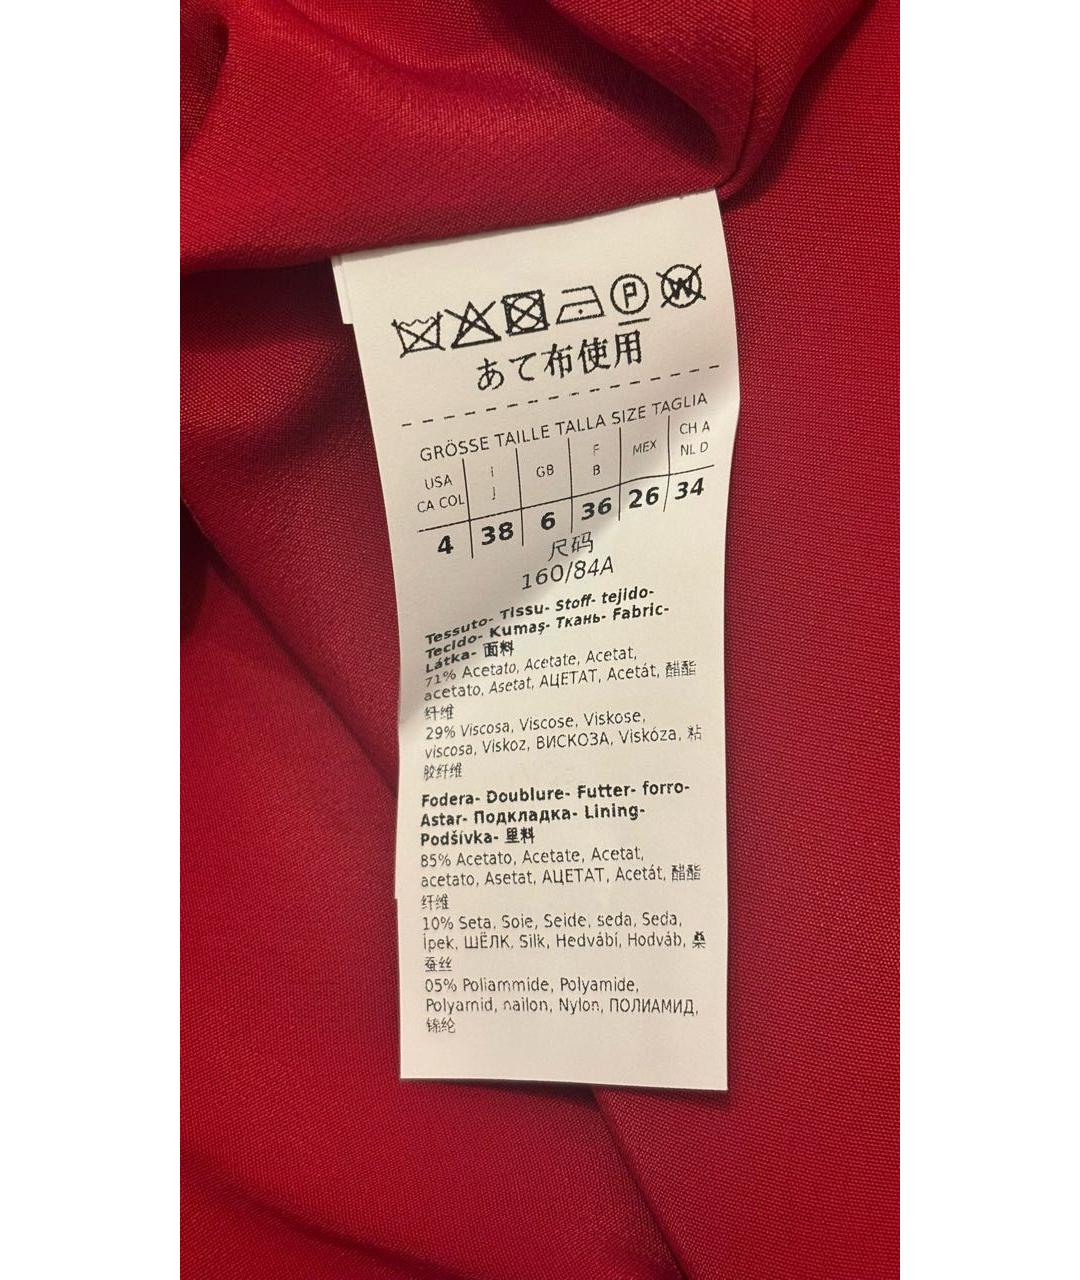 P W
あて布使用
GRÖSSE TAILLE TALLA SIZE TAGLIA
USA I GB F MEX CH A
CA COL J B NL D
4 38 6 36 26 34
尺码
160/84A
Tessuto- Tissu- Stoff- tejido-
Tecido- Kumaş- Ткань- Fabric-
Látka- 面料
71% Acetato, Acetate, Acetat,
acetato, Asetat, АЦЕТАТ, Acetát, 醋酯
纤维
29% Viscosa, Viscose, Viskose,
viscosa, Viskoz, ВИСКОЗА, Viskóza, 粘
胶纤维
Fodera- Doublure- Futter- forro-
Astar- Подкладка- Lining-
Podšívka- 里料
85% Acetato, Acetate, Acetat,
acetato, Asetat, АЦЕТАТ, Acetát, 醋酯
纤维
10% Seta, Soie, Seide, seda, Seda,
İpek, ШЁЛК, Silk, Hedvábí, Hodváb, 桑
蚕丝
05% Poliammide, Polyamide,
Polyamid, nailon, Nylon, ПОЛИАМИД,
锦纶